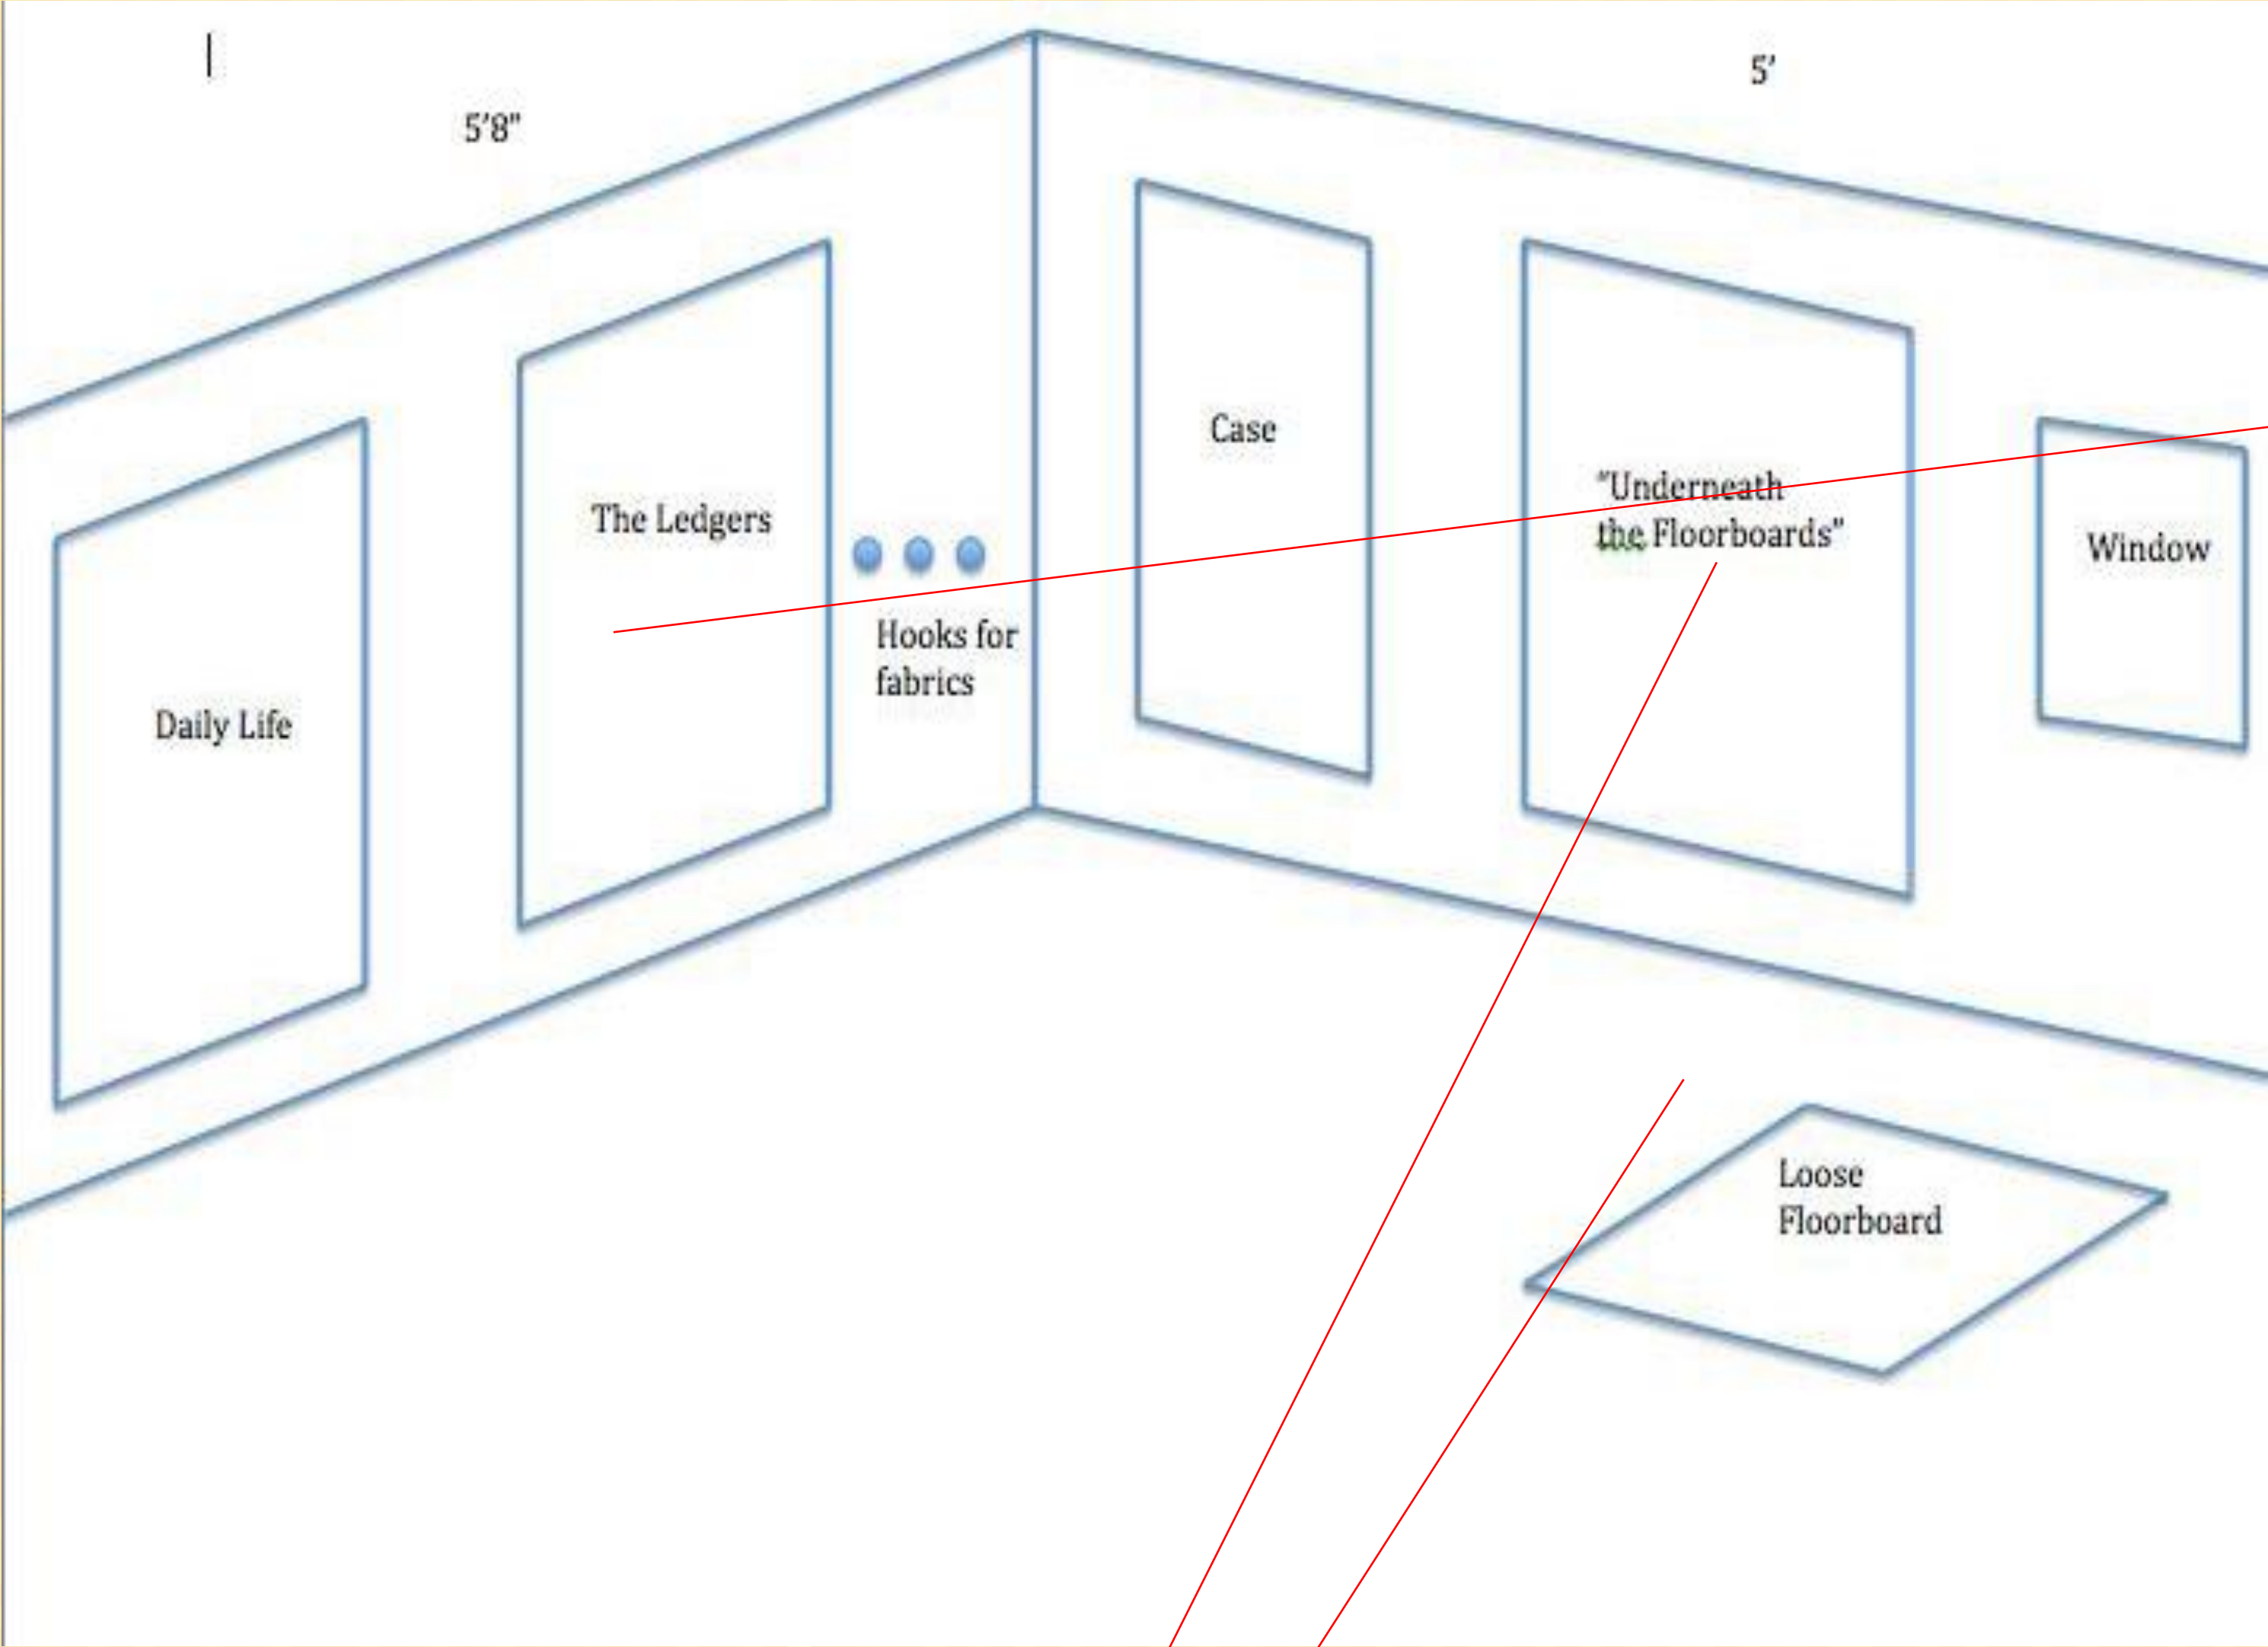 5'8"
5'
Daily Life
The Ledgers
Hooks for
fabrics
Case
“Underneath
the Floorboards”
Window
Loose
Floorboard